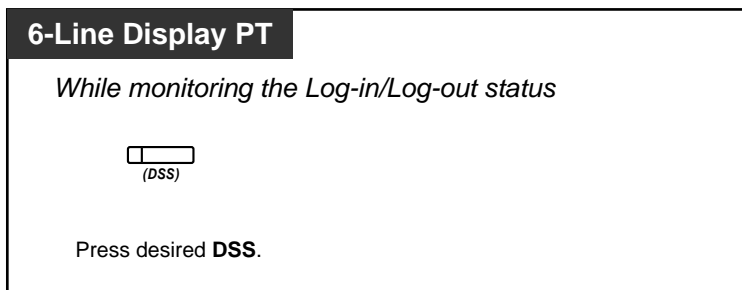 6-Line Display PT
While monitoring the Log-in/Log-out status
(DSS)
Press desired DSS.